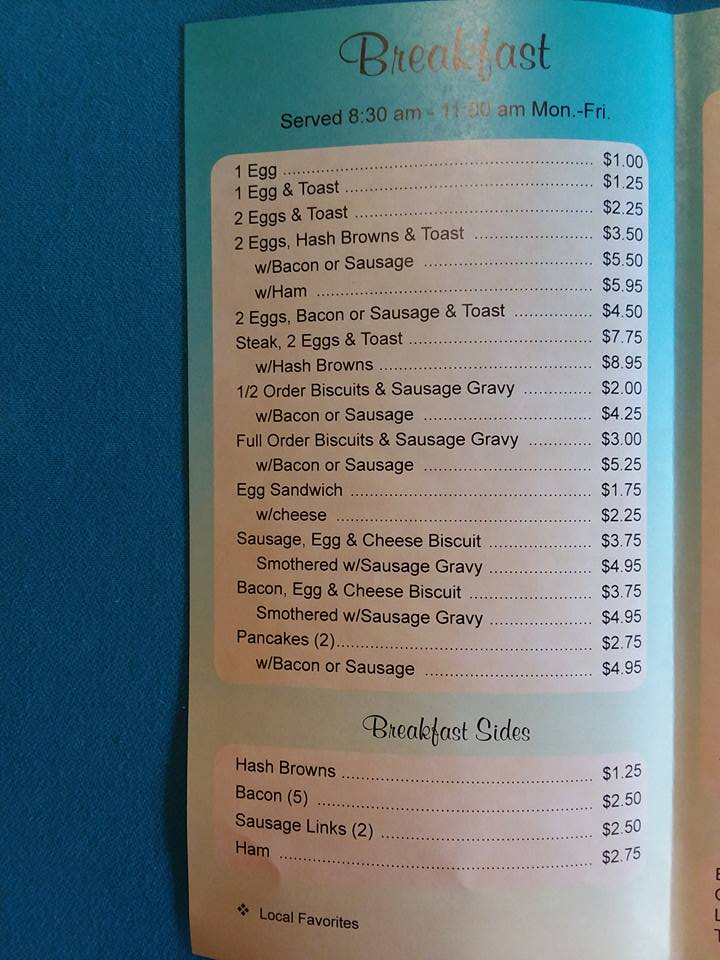 Breakfast
Served 8:30 am - 11:00 am Mon.-Fri.
1 Egg $1.00
1 Egg & Toast $1.25
2 Eggs & Toast $2.25
2 Eggs, Hash Browns & Toast $3.50
w/Bacon or Sausage $5.50
w/Ham $5.95
2 Eggs, Bacon or Sausage & Toast $4.50
Steak, 2 Eggs & Toast $7.75
w/Hash Browns $8.95
1/2 Order Biscuits & Sausage Gravy $2.00
w/Bacon or Sausage $4.25
Full Order Biscuits & Sausage Gravy $3.00
w/Bacon or Sausage $5.25
Egg Sandwich $1.75
w/cheese $2.25
Sausage, Egg & Cheese Biscuit $3.75
Smothered w/Sausage Gravy $4.95
Bacon, Egg & Cheese Biscuit $3.75
Smothered w/Sausage Gravy $4.95
Pancakes (2) $2.75
w/Bacon or Sausage $4.95
Breakfast Sides
Hash Browns $1.25
Bacon (5) $2.50
Sausage Links (2) $2.50
Ham $2.75
❖ Local Favorites